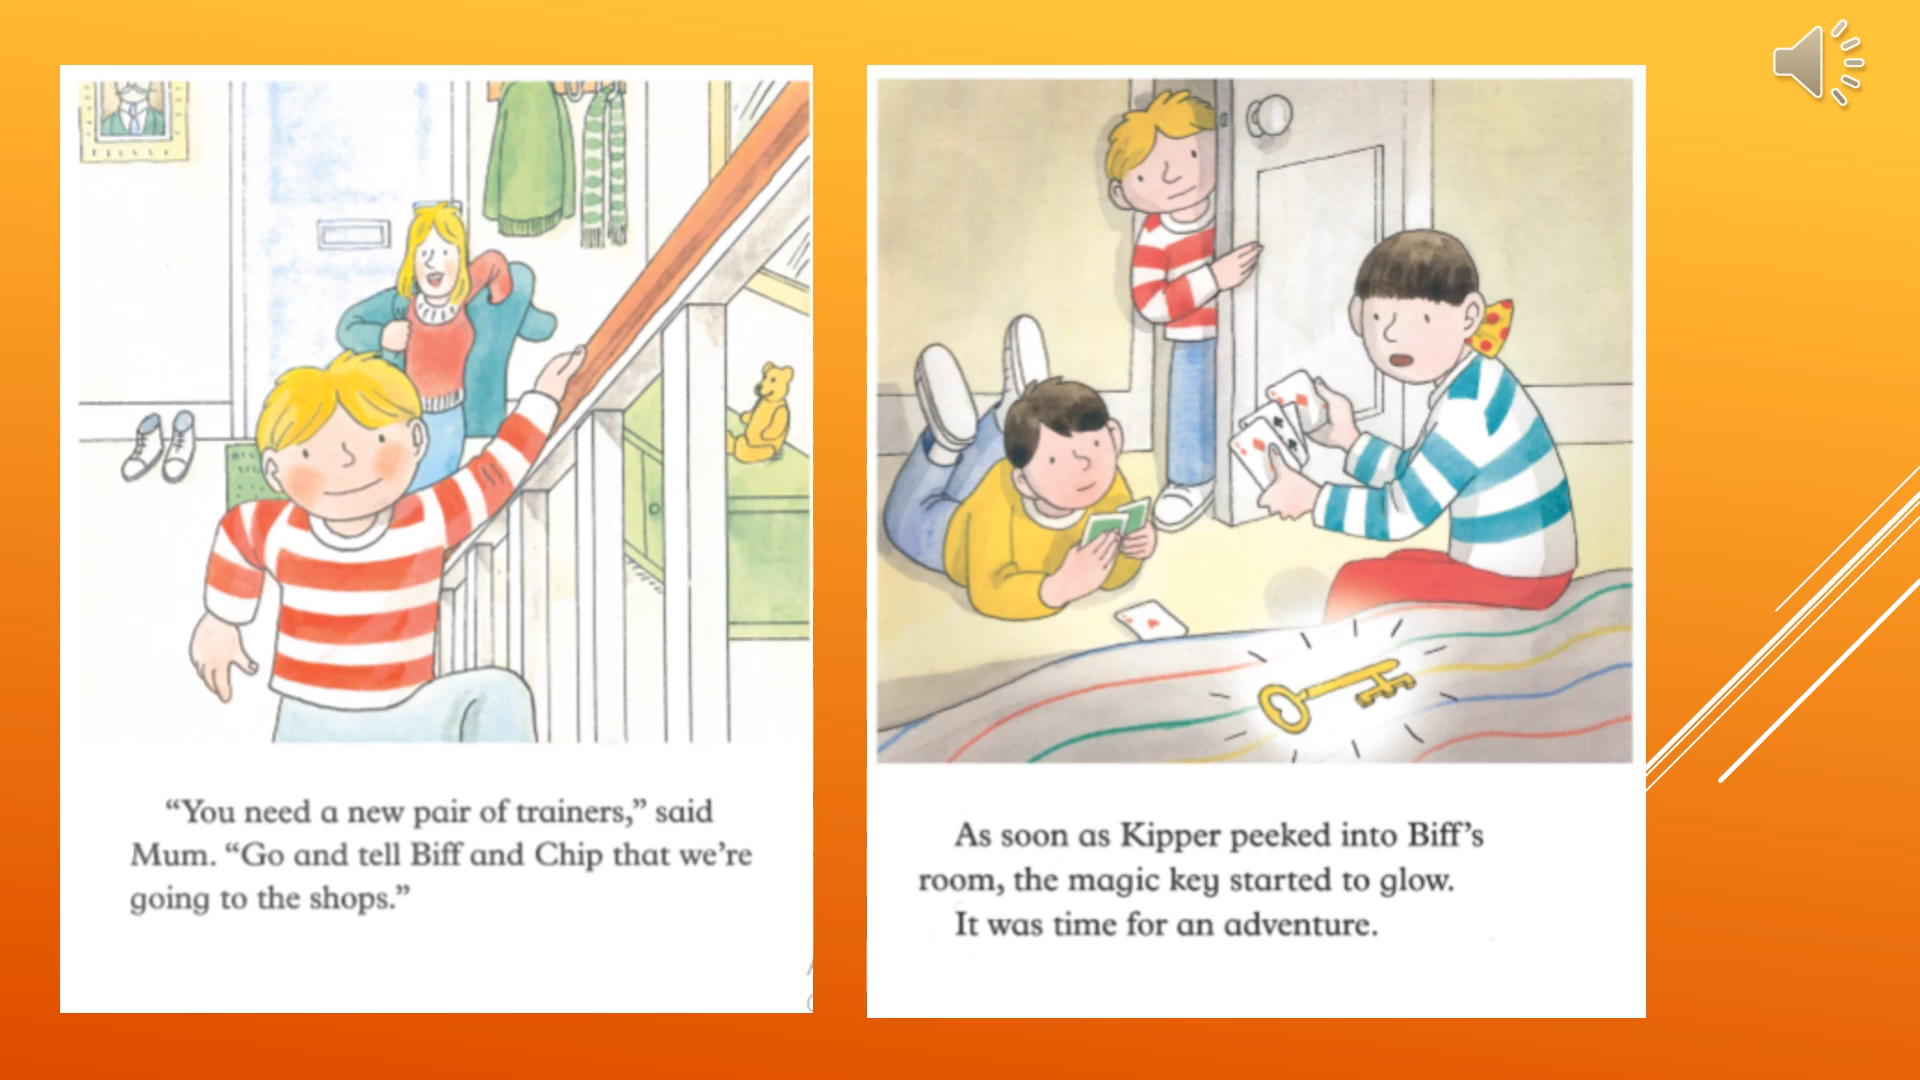 “You need a new pair of trainers,” said
Mum. “Go and tell Biff and Chip that we’re
going to the shops.”
As soon as Kipper peeked into Biff’s
room, the magic key started to glow.
It was time for an adventure.